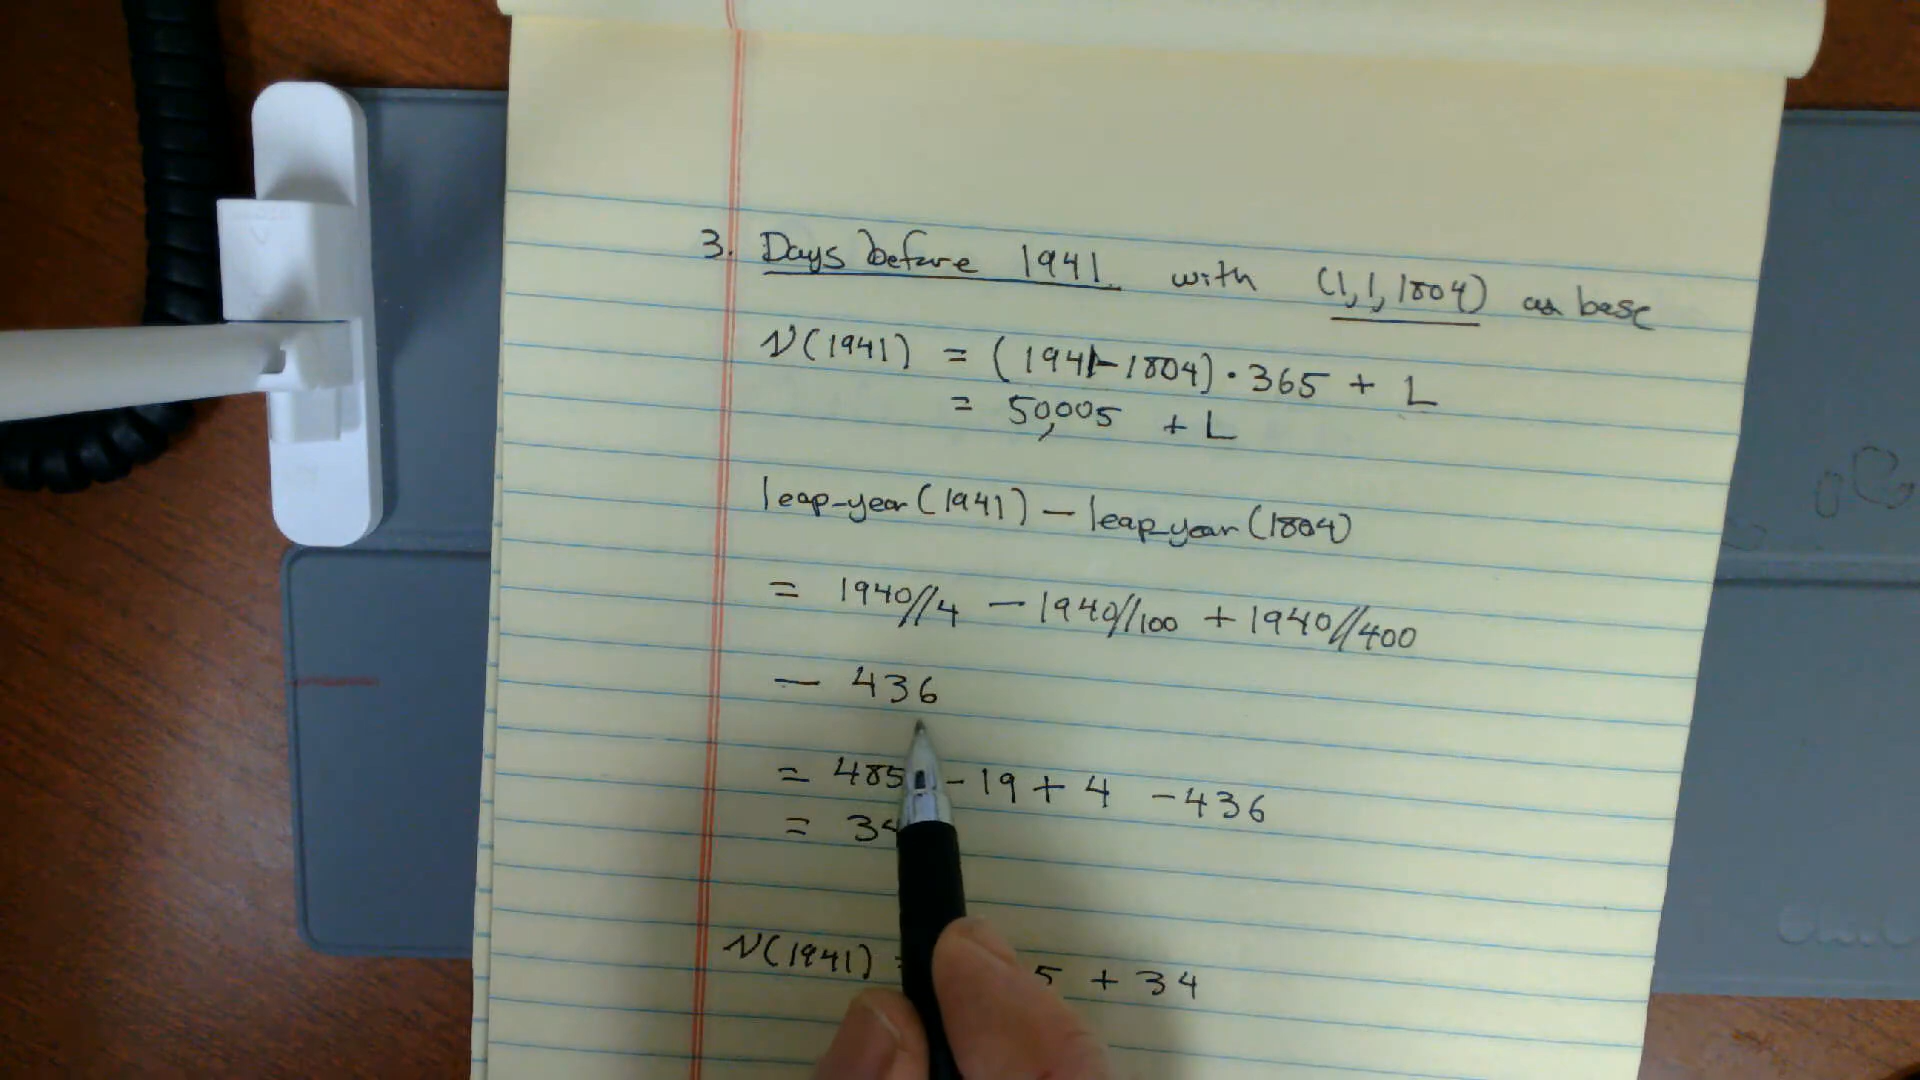 3. Days before 1941 with (1,1,1804) as base
N(1941) = (1941-1804)·365 + L
= 50,005 + L
leap-year(1941) - leap-year(1804)
= 1940//4 - 1940//100 + 1940//400
- 436
= 485 - 19 + 4 - 436
= 34
N(1941) = 5 + 34